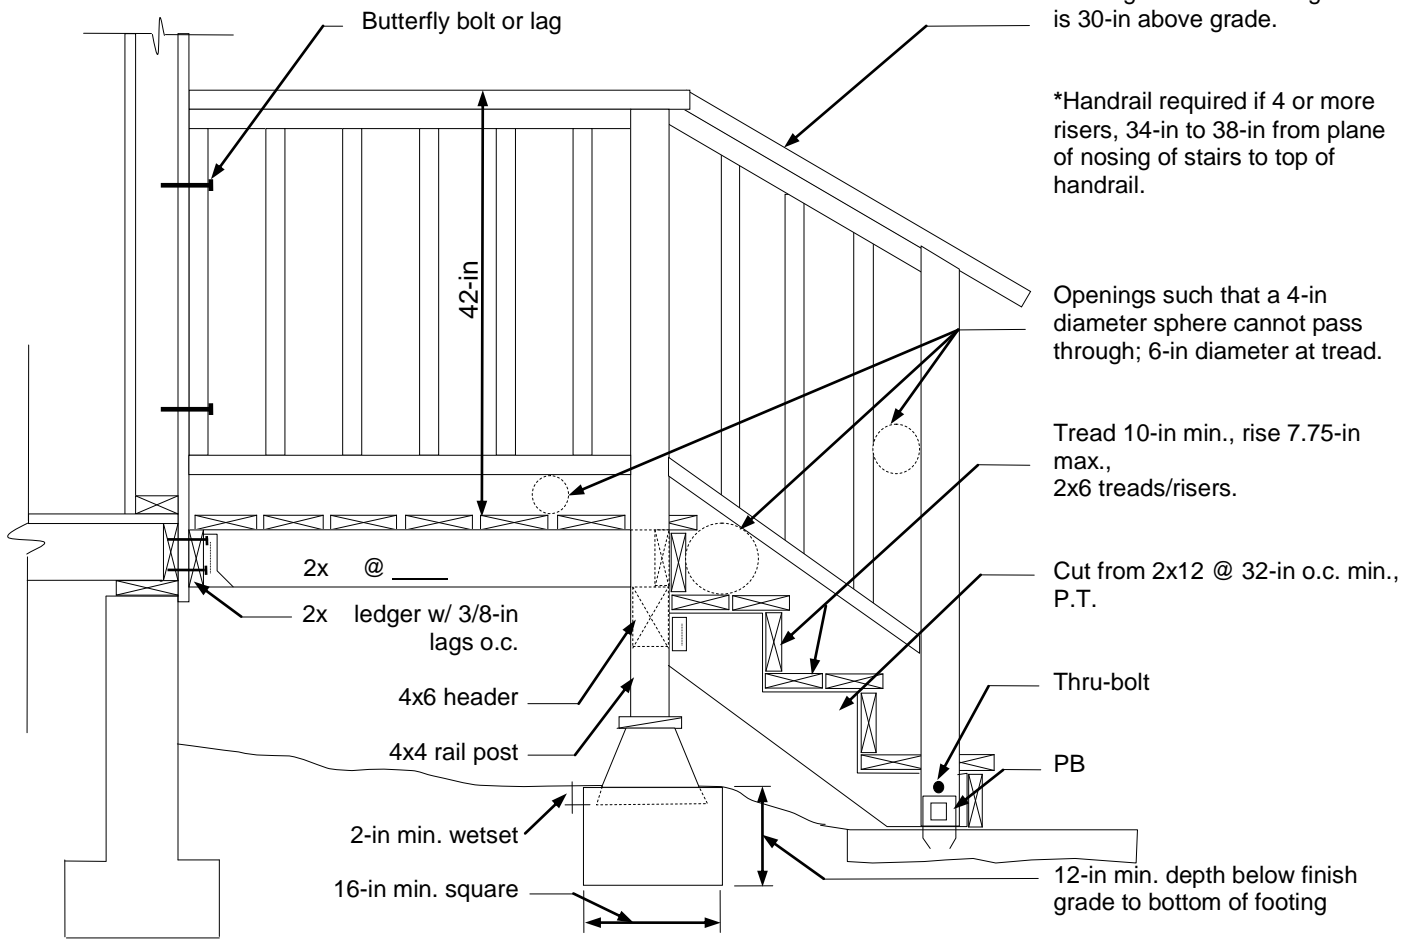 Butterfly bolt or lag
is 30-in above grade.
*Handrail required if 4 or more
risers, 34-in to 38-in from plane
of nosing of stairs to top of
handrail.
42-in
Openings such that a 4-in
diameter sphere cannot pass
through; 6-in diameter at tread.
Tread 10-in min., rise 7.75-in
max.,
2x6 treads/risers.
2x @ ____
Cut from 2x12 @ 32-in o.c. min.,
P.T.
2x ledger w/ 3/8-in
lags o.c.
4x6 header
Thru-bolt
4x4 rail post
PB
2-in min. wetset
16-in min. square
12-in min. depth below finish
grade to bottom of footing